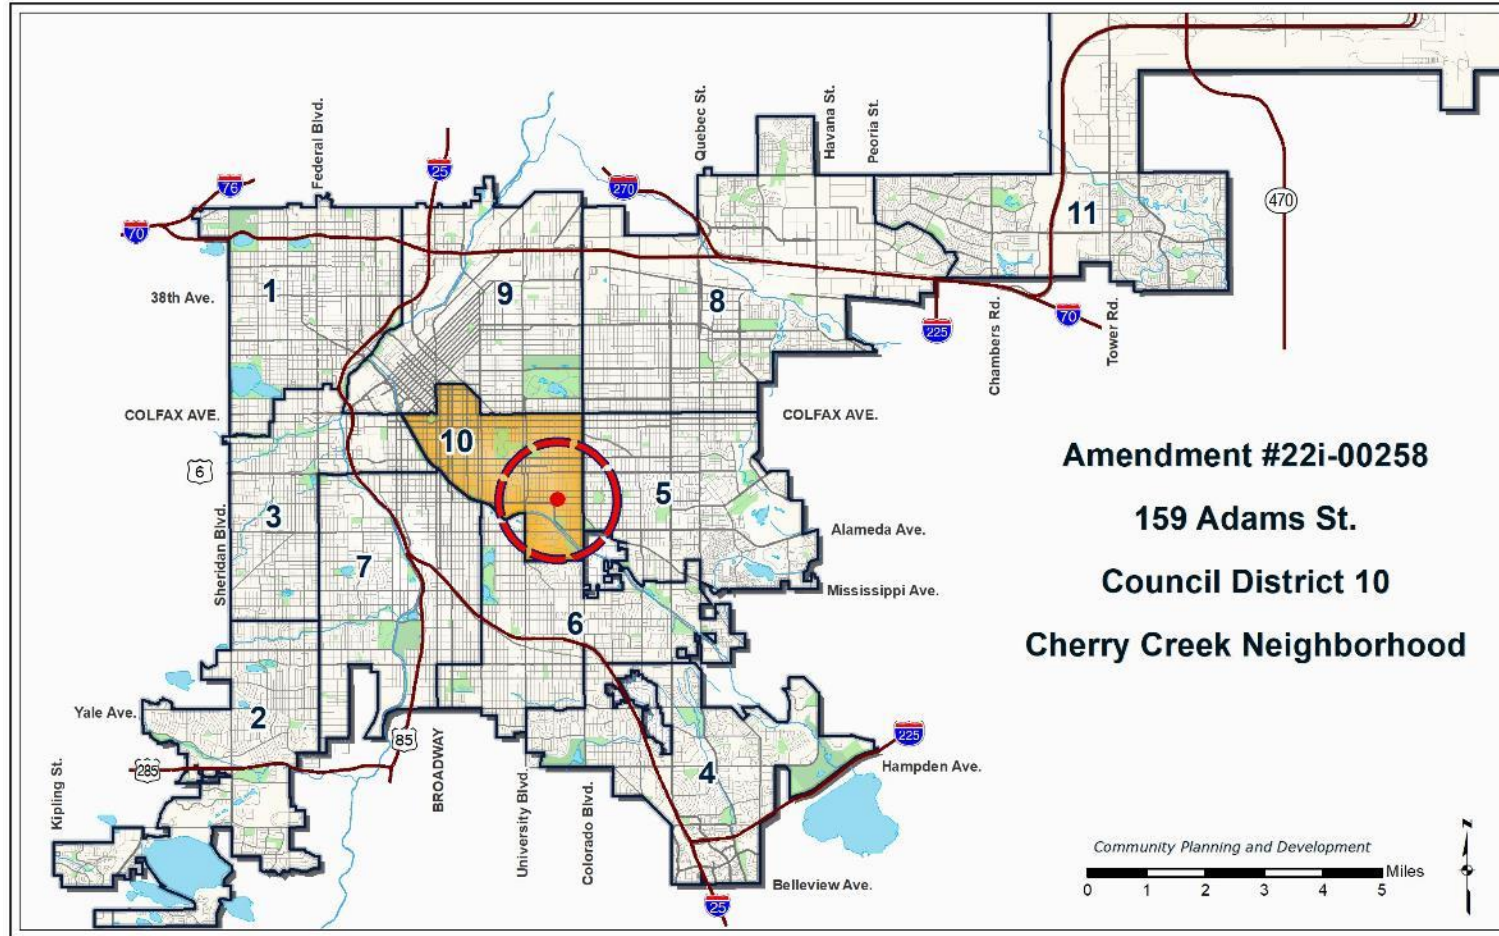 Federal Blvd.
Quebec St.
Havana St.
Peoria St.
25
76
270
70
470
11
38th Ave.
1
9
8
225
70
Chambers Rd.
Tower Rd.
COLFAX AVE.
COLFAX AVE.
10
6
5
Sheridan Blvd.
3
Alameda Ave.
7
Mississippi Ave.
6
Amendment #22i-00258
159 Adams St.
Council District 10
Cherry Creek Neighborhood
Yale Ave.
2
85
225
285
4
Hampden Ave.
Kipling St.
BROADWAY
University Blvd.
Colorado Blvd.
Belleview Ave.
25
Community Planning and Development
Miles
0 1 2 3 4 5
N